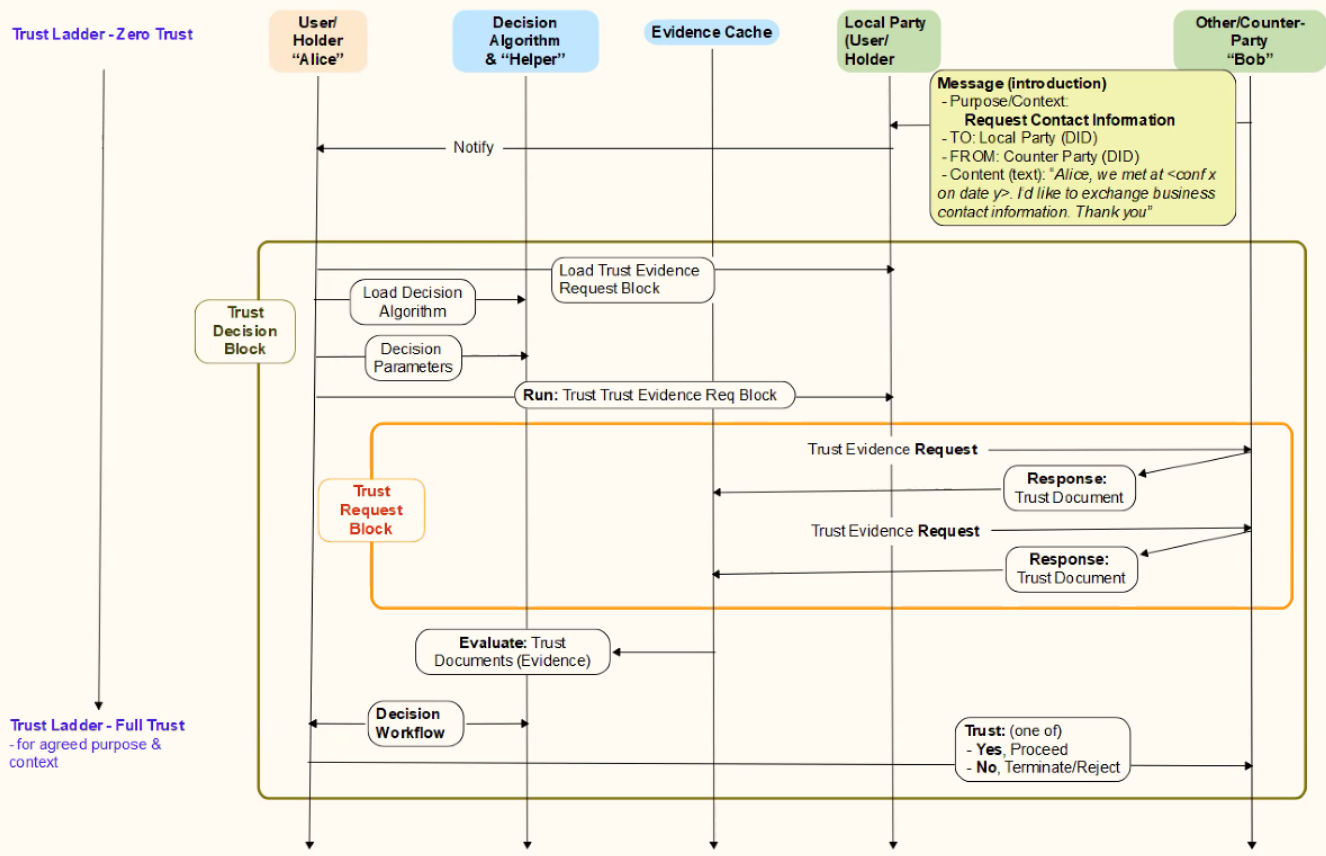 Trust Ladder - Zero Trust
User/
Holder
“Alice”
Decision
Algorithm
& “Helper”
Evidence Cache
Local Party
(User/
Holder
Other/Counter-
Party
“Bob”
Message (introduction)
- Purpose/Context:
Request Contact Information
- TO: Local Party (DID)
- FROM: Counter Party (DID)
- Content (text): “Alice, we met at <conf x
on date y>. I'd like to exchange business
contact information. Thank you”
Notify
Load Trust Evidence
Request Block
Trust
Decision
Block
Load Decision
Algorithm
Decision
Parameters
Run: Trust Trust Evidence Req Block
Trust Evidence Request
Response:
Trust Document
Trust
Request
Block
Trust Evidence Request
Response:
Trust Document
Evaluate: Trust
Documents (Evidence)
Trust Ladder - Full Trust
- for agreed purpose &
context
Decision
Workflow
Trust: (one of)
- Yes, Proceed
- No, Terminate/Reject